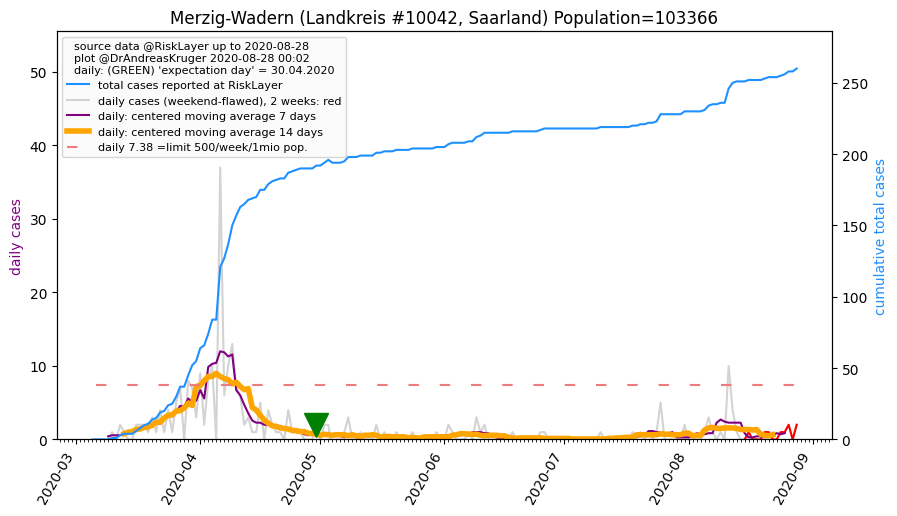 Merzig-Wadern (Landkreis #10042, Saarland) Population=103366
source data @RiskLayer up to 2020-08-28
plot @DrAndreasKruger 2020-08-28 00:02
daily: (GREEN) 'expectation day' = 30.04.2020
total cases reported at RiskLayer
daily cases (weekend-flawed), 2 weeks: red
daily: centered moving average 7 days
daily: centered moving average 14 days
daily 7.38 =limit 500/week/1mio pop.
daily cases
50
40
30
20
10
0
cumulative total cases
250
200
150
100
50
0
2020-03
2020-04
2020-05
2020-06
2020-07
2020-08
2020-09